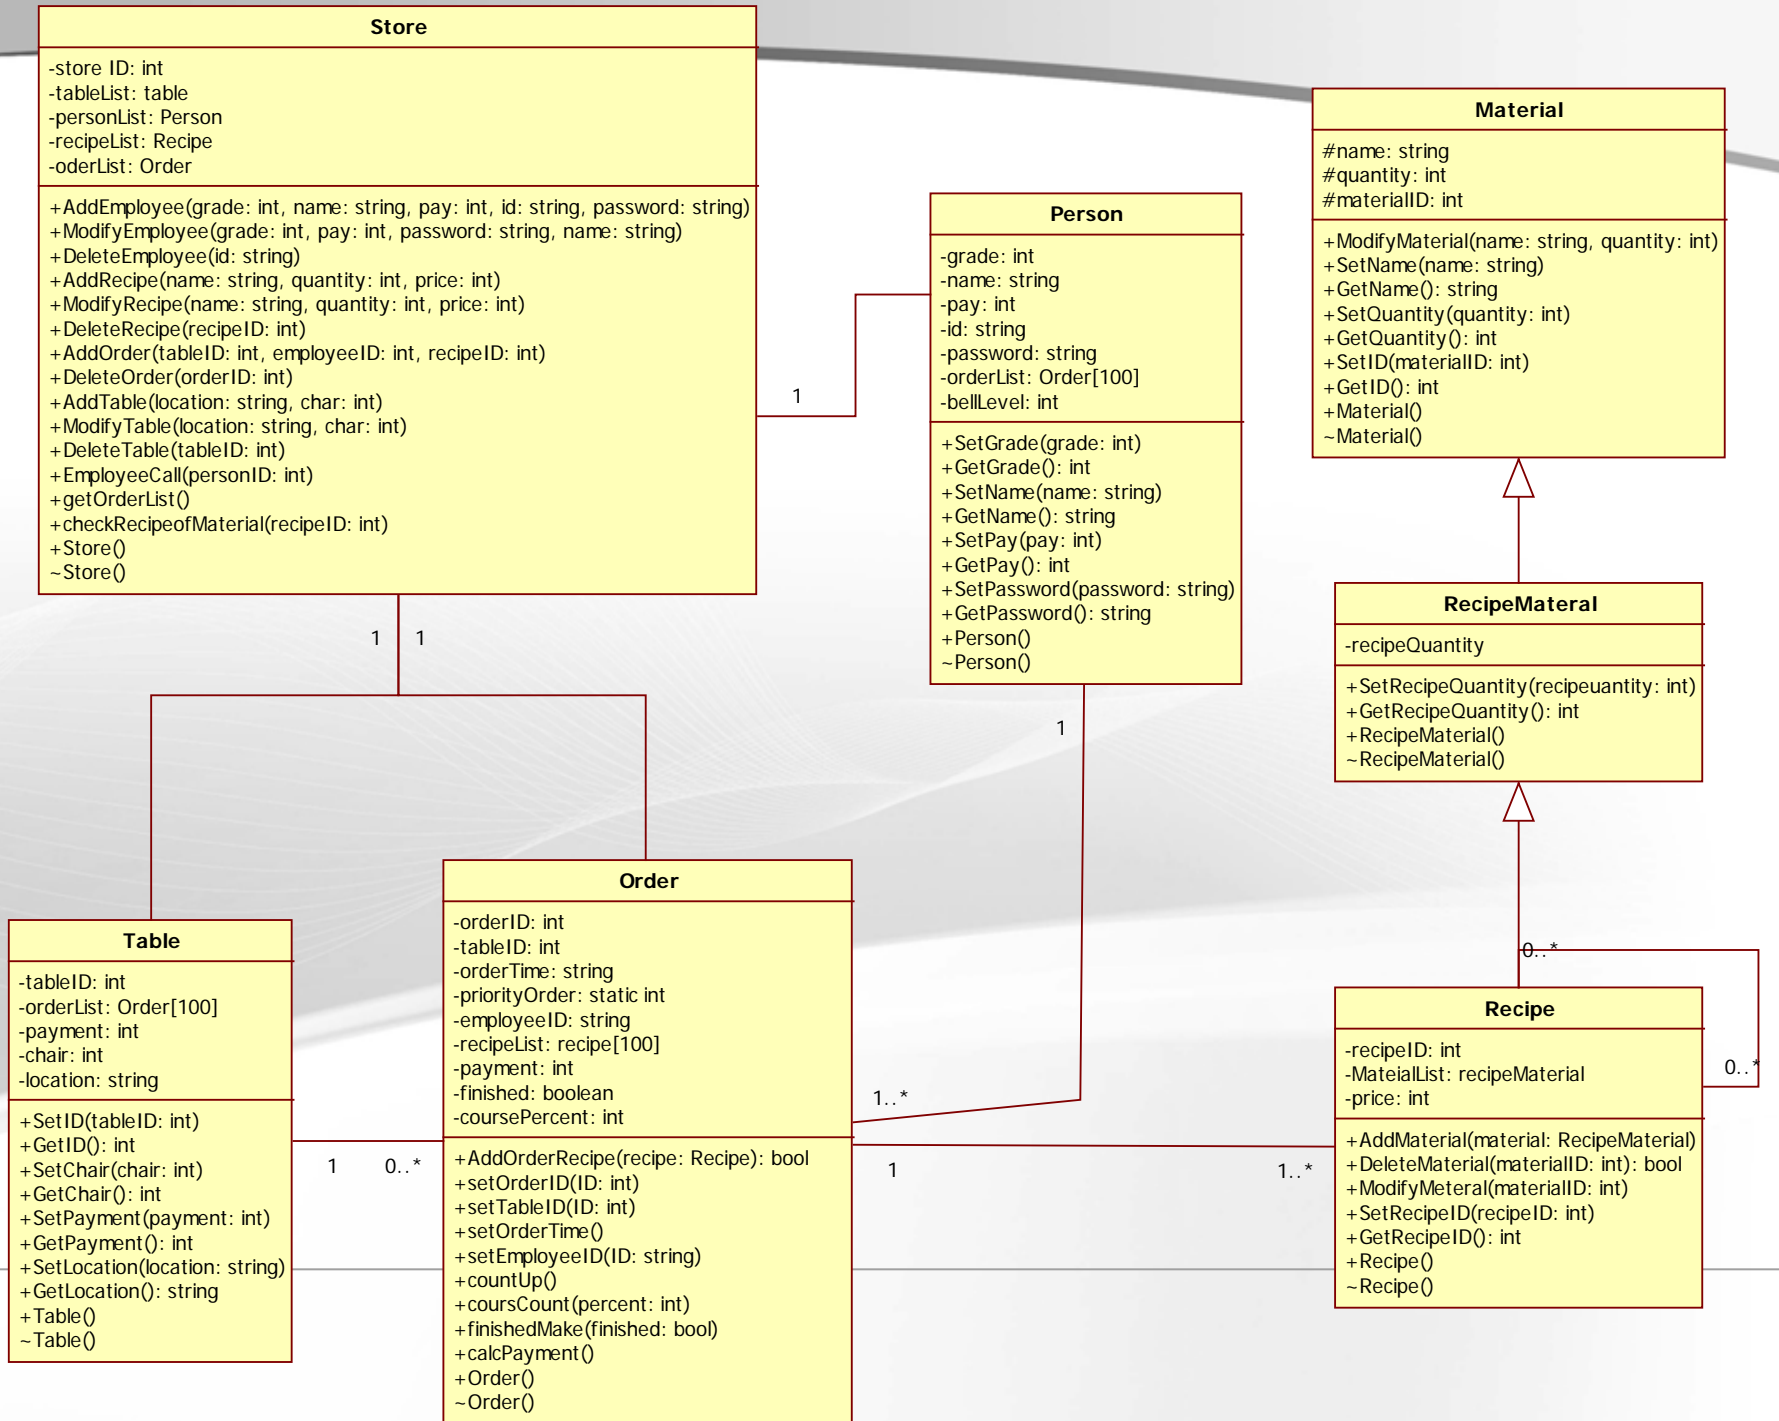 Store
-store ID: int
-tableList: table
-personList: Person
-recipeList: Recipe
-oderList: Order
+AddEmployee(grade: int, name: string, pay: int, id: string, password: string)
+ModifyEmployee(grade: int, pay: int, password: string, name: string)
+DeleteEmployee(id: string)
+AddRecipe(name: string, quantity: int, price: int)
+ModifyRecipe(name: string, quantity: int, price: int)
+DeleteRecipe(recipeID: int)
+AddOrder(tableID: int, employeeID: int, recipeID: int)
+DeleteOrder(orderID: int)
+AddTable(location: string, char: int)
+ModifyTable(location: string, char: int)
+DeleteTable(tableID: int)
+EmployeeCall(personID: int)
+getOrderList()
+checkRecipeofMaterial(recipeID: int)
+Store()
~Store()
1
1 1
Person
-grade: int
-name: string
-pay: int
-id: string
-password: string
-orderList: Order[100]
-bellLevel: int
+SetGrade(grade: int)
+GetGrade(): int
+SetName(name: string)
+GetName(): string
+SetPay(pay: int)
+GetPay(): int
+SetPassword(password: string)
+GetPassword(): string
+Person()
~Person()
1
Material
#name: string
#quantity: int
#materialID: int
+ModifyMaterial(name: string, quantity: int)
+SetName(name: string)
+GetName(): string
+SetQuantity(quantity: int)
+GetQuantity(): int
+SetID(materialID: int)
+GetID(): int
+Material()
~Material()
RecipeMateral
-recipeQuantity
+SetRecipeQuantity(recipeuantity: int)
+GetRecipeQuantity(): int
+RecipeMaterial()
~RecipeMaterial()
Table
-tableID: int
-orderList: Order[100]
-payment: int
-chair: int
-location: string
+SetID(tableID: int)
+GetID(): int
+SetChair(chair: int)
+GetChair(): int
+SetPayment(payment: int)
+GetPayment(): int
+SetLocation(location: string)
+GetLocation(): string
+Table()
~Table()
1 0..*
Order
-orderID: int
-tableID: int
-orderTime: string
-priorityOrder: static int
-employeeID: string
-recipeList: recipe[100]
-payment: int
-finished: boolean
-coursePercent: int
+AddOrderRecipe(recipe: Recipe): bool
+setOrderID(ID: int)
+setTableID(ID: int)
+setOrderTime()
+setEmployeeID(ID: string)
+countUp()
+coursCount(percent: int)
+finishedMake(finished: bool)
+calcPayment()
+Order()
~Order()
1..*
1 1..*
0..*
0..*
Recipe
-recipeID: int
-MateialList: recipeMaterial
-price: int
+AddMaterial(material: RecipeMaterial)
+DeleteMaterial(materialID: int): bool
+ModifyMeteral(materialID: int)
+SetRecipeID(recipeID: int)
+GetRecipeID(): int
+Recipe()
~Recipe()